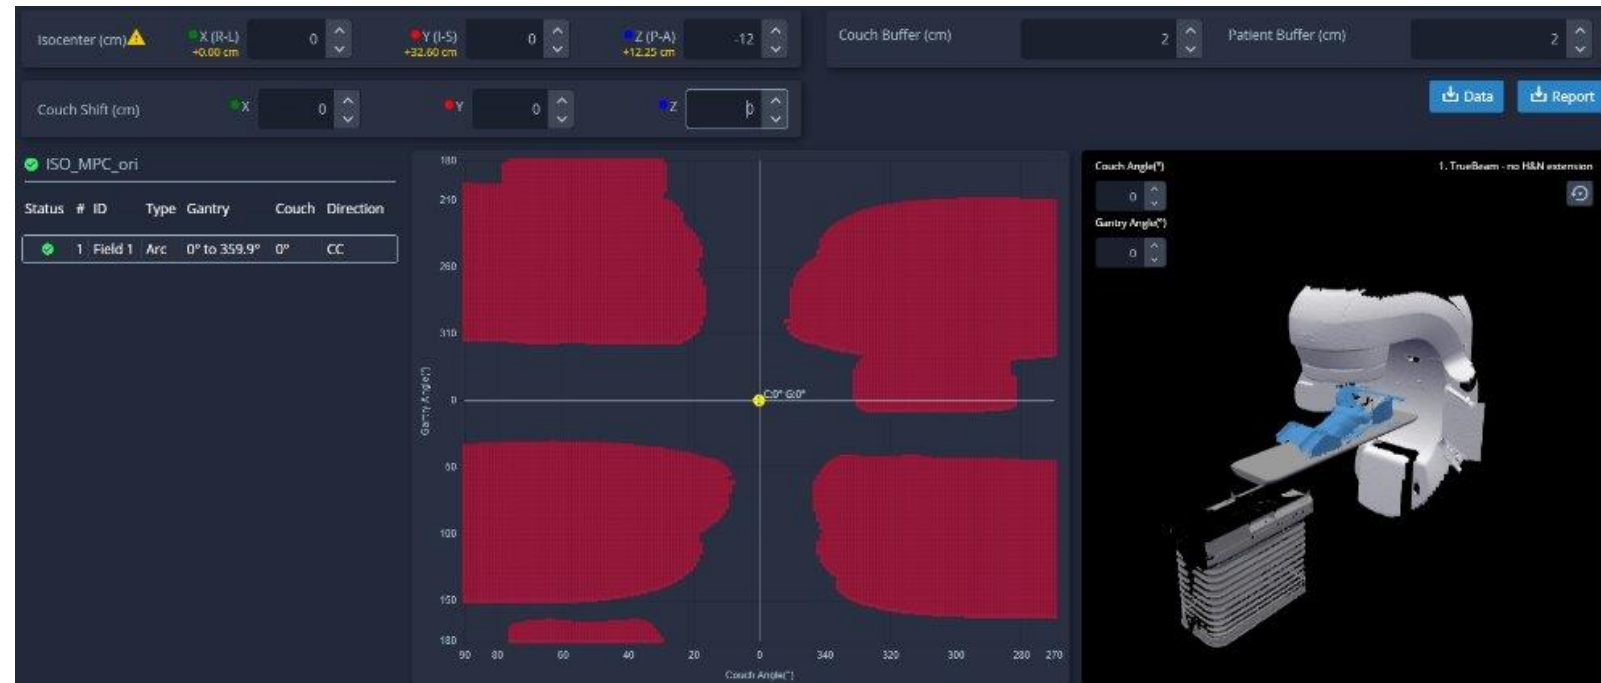 Isocenter (cm) X (R-L) 0 Y (I-S) 0 Z (P-A) -12 Couch Buffer (cm) 2 Patient Buffer (cm) 2
+0.00 cm +32.60 cm +12.25 cm
Couch Shift (cm) X 0 Y 0 Z 0
Data Report
ISO_MPC_ori
Status # ID Type Gantry Couch Direction
1 Field 1 Arc 0° to 359.9° 0° CC
180
210
260
310
0
50
100
150
180
Gantry Angle(°)
C:0° G:0°
90 80 60 40 20 0 340 320 300 280 270
Couch Angle(°)
Couch Angle(°) 1. TrueBeam - no H&N extension
0
Gantry Angle(°)
0